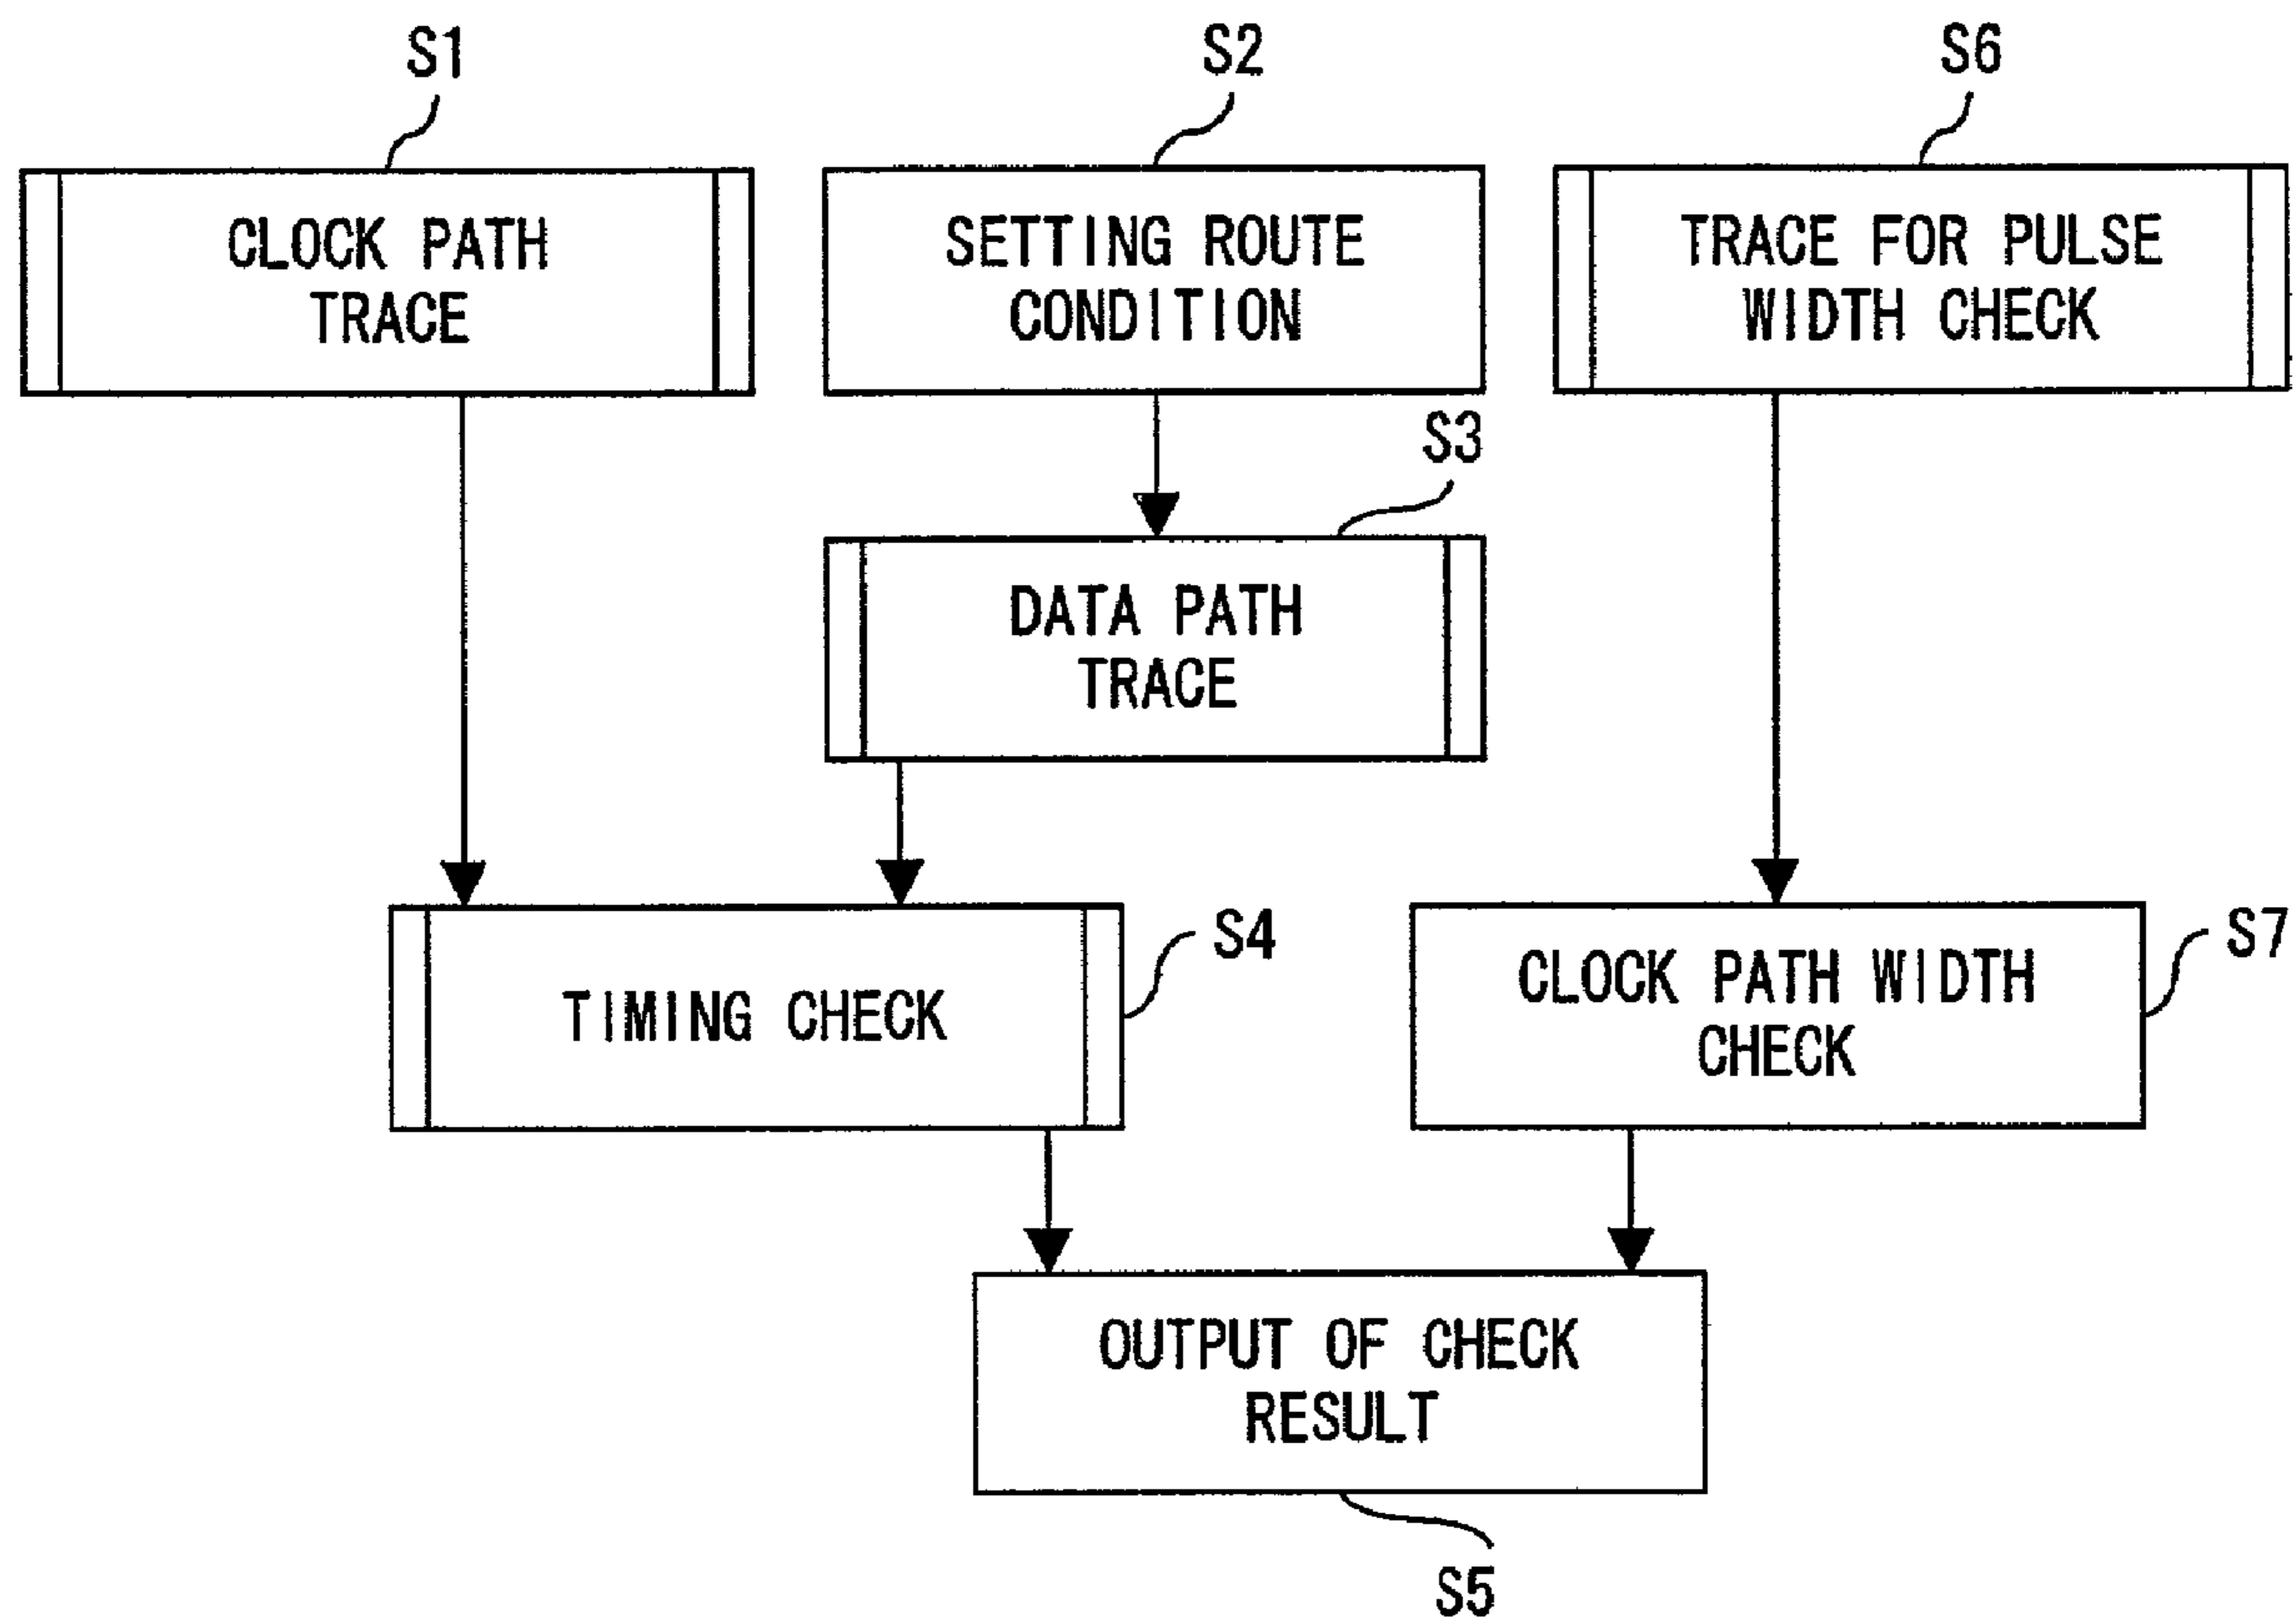 S1
S2
S6
CLOCK PATH
TRACE
SETTING ROUTE
CONDITION
TRACE FOR PULSE
WIDTH CHECK
S3
DATA PATH
TRACE
TIMING CHECK
S4
CLOCK PATH WIDTH
CHECK
S7
OUTPUT OF CHECK
RESULT
S5